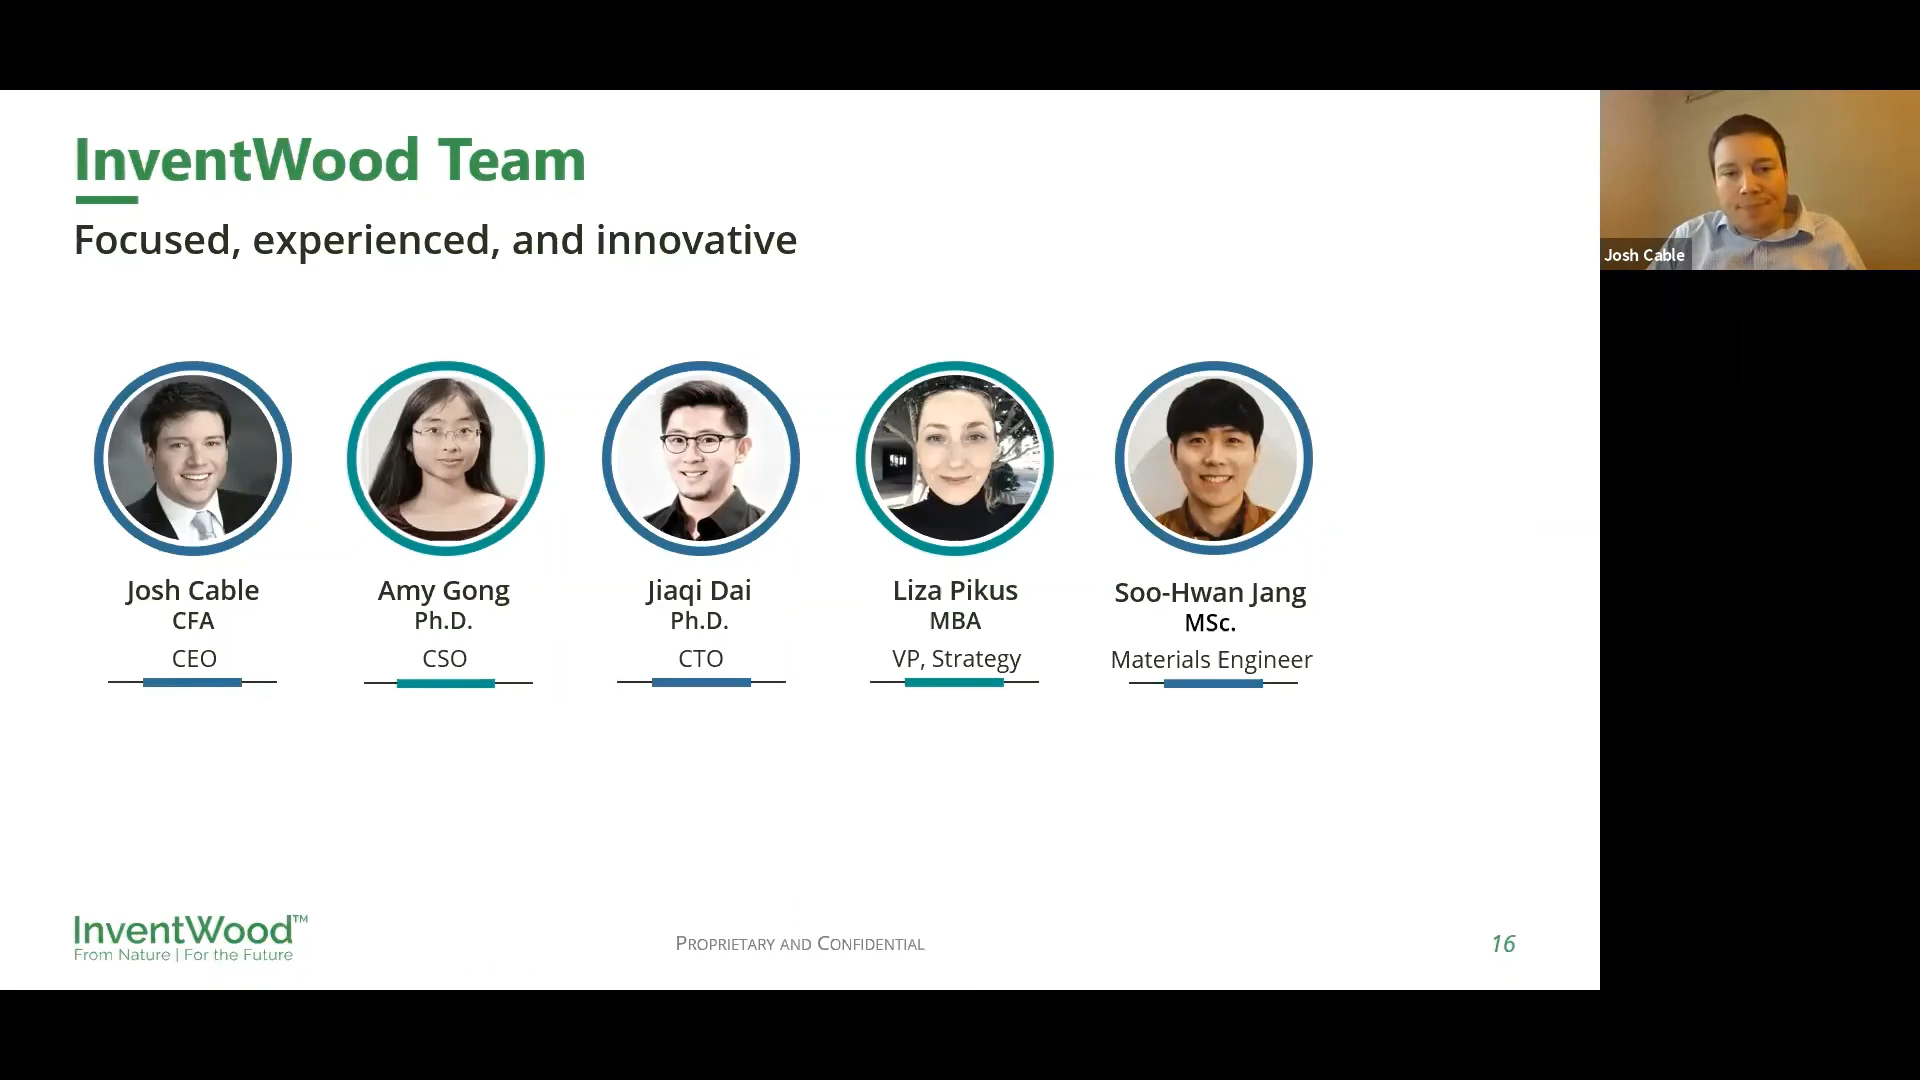 InventWood Team
Focused, experienced, and innovative
Josh Cable
Josh Cable
CFA
CEO
Amy Gong
Ph.D.
CSO
Jiaqi Dai
Ph.D.
CTO
Liza Pikus
MBA
VP, Strategy
Soo-Hwan Jang
MSc.
Materials Engineer
InventWood™
From Nature | For the Future
PROPRIETARY AND CONFIDENTIAL
16